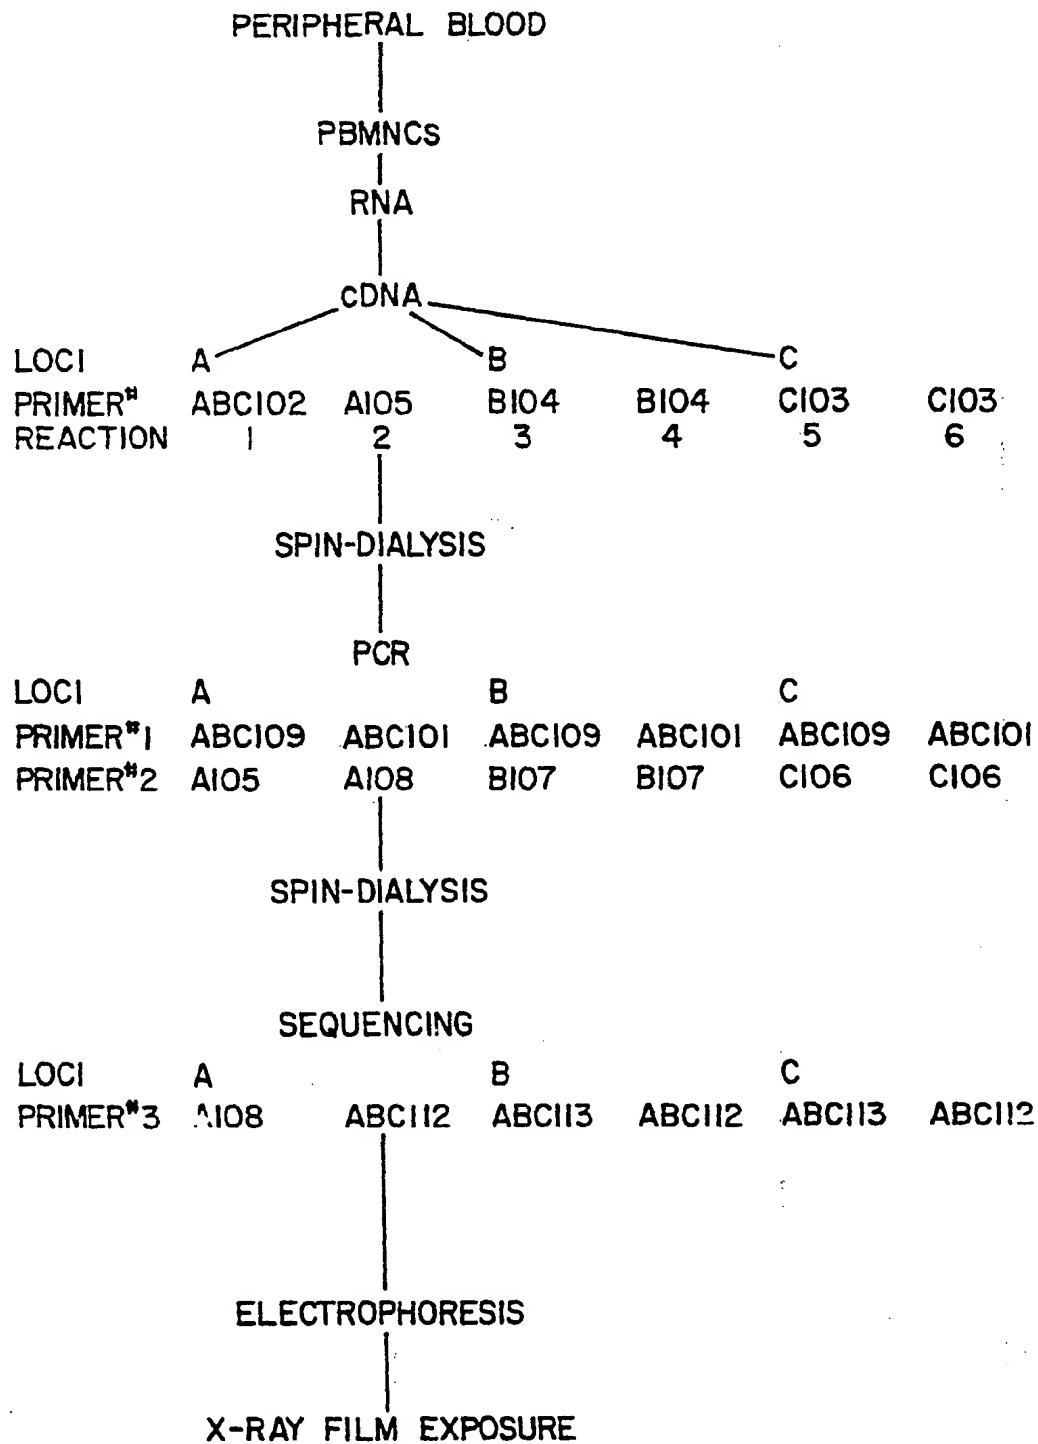 PERIPHERAL BLOOD
PBMNCs
RNA
cDNA
LOCI A B C
PRIMER# ABC102 A105 B104 B104 C103 C103
REACTION 1 2 3 4 5 6
SPIN-DIALYSIS
PCR
LOCI A B C
PRIMER#1 ABC109 ABC101 ABC109 ABC101 ABC109 ABC101
PRIMER#2 A105 A108 B107 B107 C106 C106
SPIN-DIALYSIS
SEQUENCING
LOCI A B C
PRIMER#3 A108 ABC112 ABC113 ABC112 ABC113 ABC112
ELECTROPHORESIS
X-RAY FILM EXPOSURE